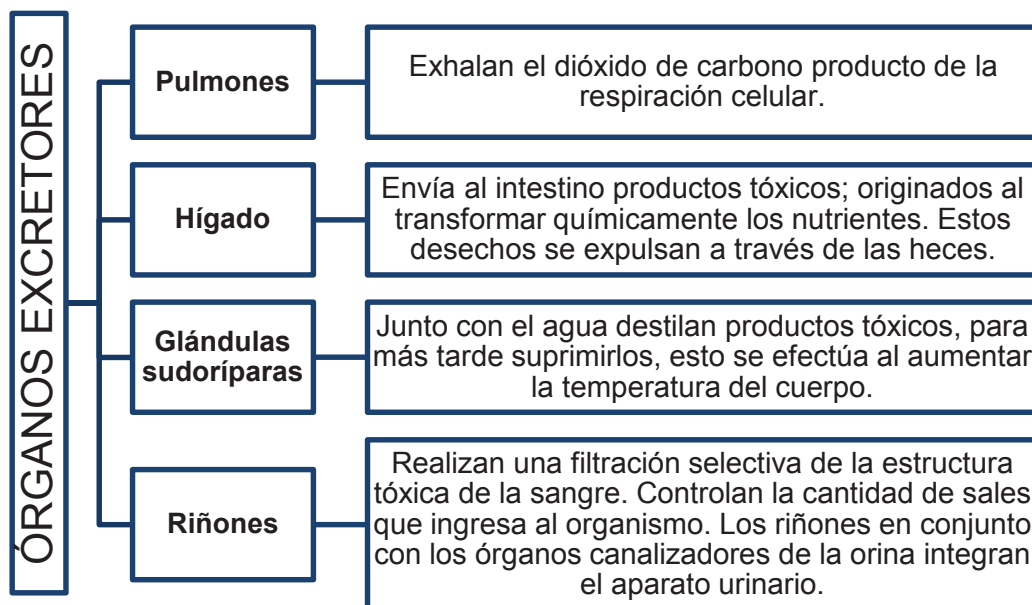 ÓRGANOS EXCRETORES
Pulmones
Exhalan el dióxido de carbono producto de la
respiración celular.
Hígado
Envía al intestino productos tóxicos; originados al
transformar químicamente los nutrientes. Estos
desechos se expulsan a través de las heces.
Glándulas
sudoríparas
Junto con el agua destilan productos tóxicos, para
más tarde suprimirlos, esto se efectúa al aumentar
la temperatura del cuerpo.
Riñones
Realizan una filtración selectiva de la estructura
tóxica de la sangre. Controlan la cantidad de sales
que ingresa al organismo. Los riñones en conjunto
con los órganos canalizadores de la orina integran
el aparato urinario.